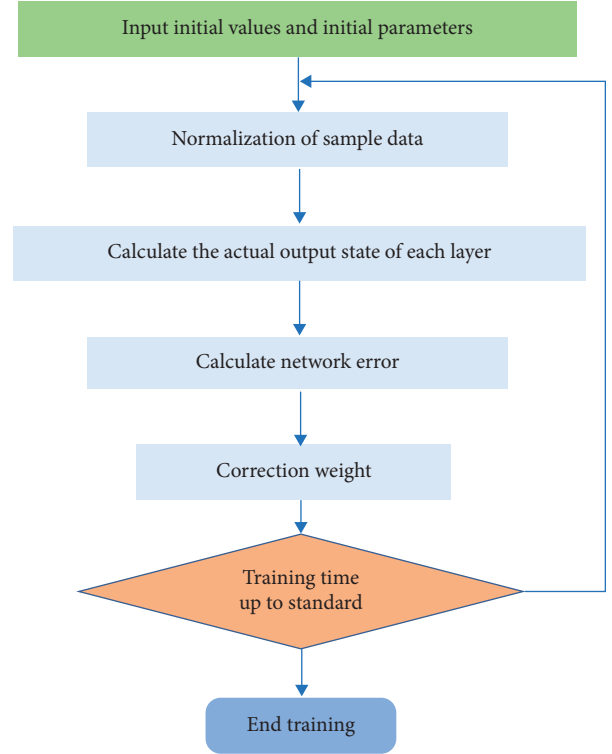 Input initial values and initial parameters
Normalization of sample data
Calculate the actual output state of each layer
Calculate network error
Correction weight
Training time
up to standard
End training